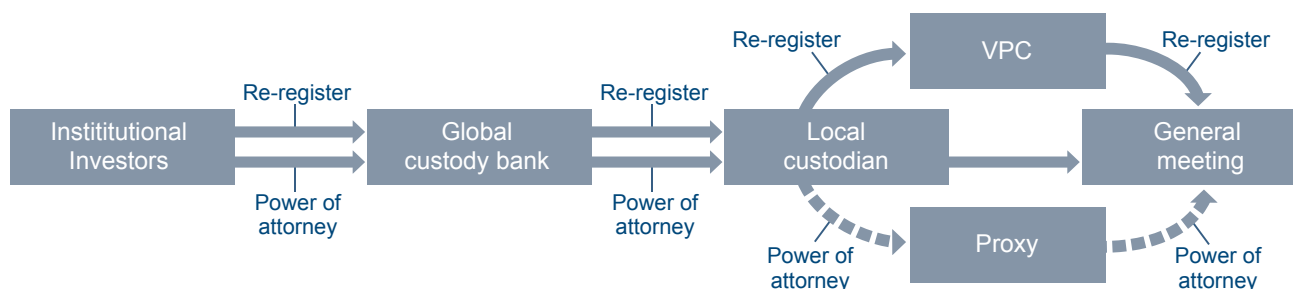 Re-register
VPC
Re-register
Re-register
Re-register
Instititutional
Investors
Global
custody bank
Local
custodian
General
meeting
Power of
attorney
Power of
attorney
Power of
attorney
Proxy
Power of
attorney